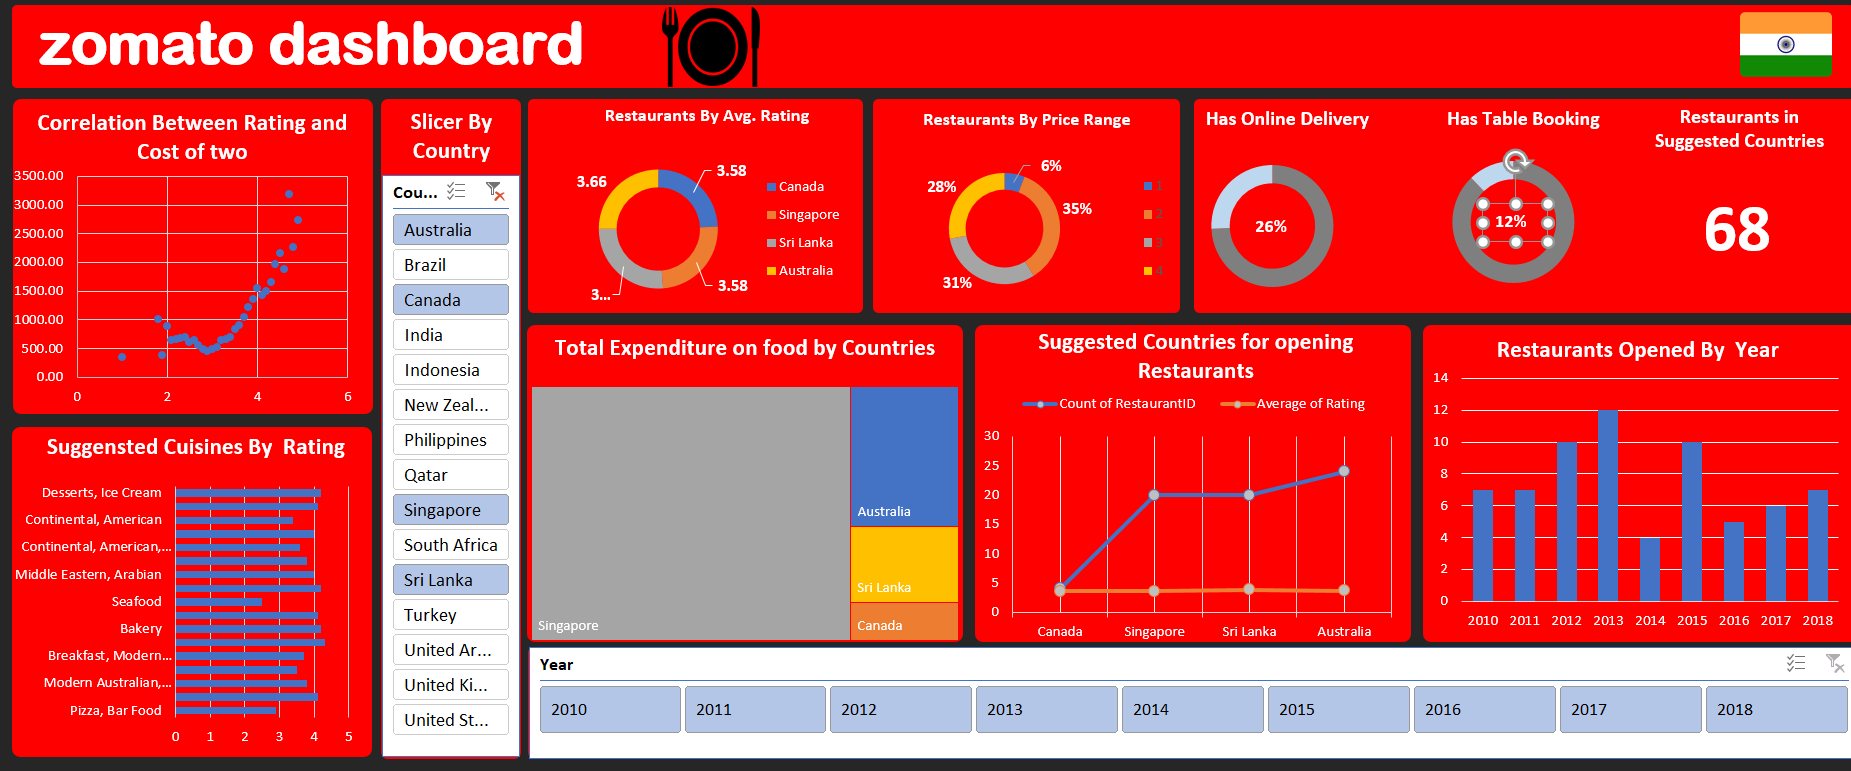 zomato dashboard
Correlation Between Rating and
Cost of two
3500.00
3000.00
2500.00
2000.00
1500.00
1000.00
500.00
0.00
0
2
4
6
Suggensted Cuisines By  Rating
Desserts, Ice Cream
Continental, American
Continental, American,...
Middle Eastern, Arabian
Seafood
Bakery
Breakfast, Modern...
Modern Australian,...
Pizza, Bar Food
0
1
2
3
4
5
Slicer By
Country
Cou...
Australia
Brazil
Canada
India
Indonesia
New Zeal...
Philippines
Qatar
Singapore
South Africa
Sri Lanka
Turkey
United Ar...
United Ki...
United St...
Restaurants By Avg. Rating
3.66
3.58
3...
3.58
Canada
Singapore
Sri Lanka
Australia
Restaurants By Price Range
6%
28%
35%
31%
1
2
3
4
Has Online Delivery
26%
Has Table Booking
12%
Restaurants in
Suggested Countries
68
Total Expenditure on food by Countries
Singapore
Australia
Sri Lanka
Canada
Suggested Countries for opening
Restaurants
Count of RestaurantID
Average of Rating
30
25
20
15
10
5
0
Canada
Singapore
Sri Lanka
Australia
Restaurants Opened By  Year
14
12
10
8
6
4
2
0
2010
2011
2012
2013
2014
2015
2016
2017
2018
Year
2010
2011
2012
2013
2014
2015
2016
2017
2018